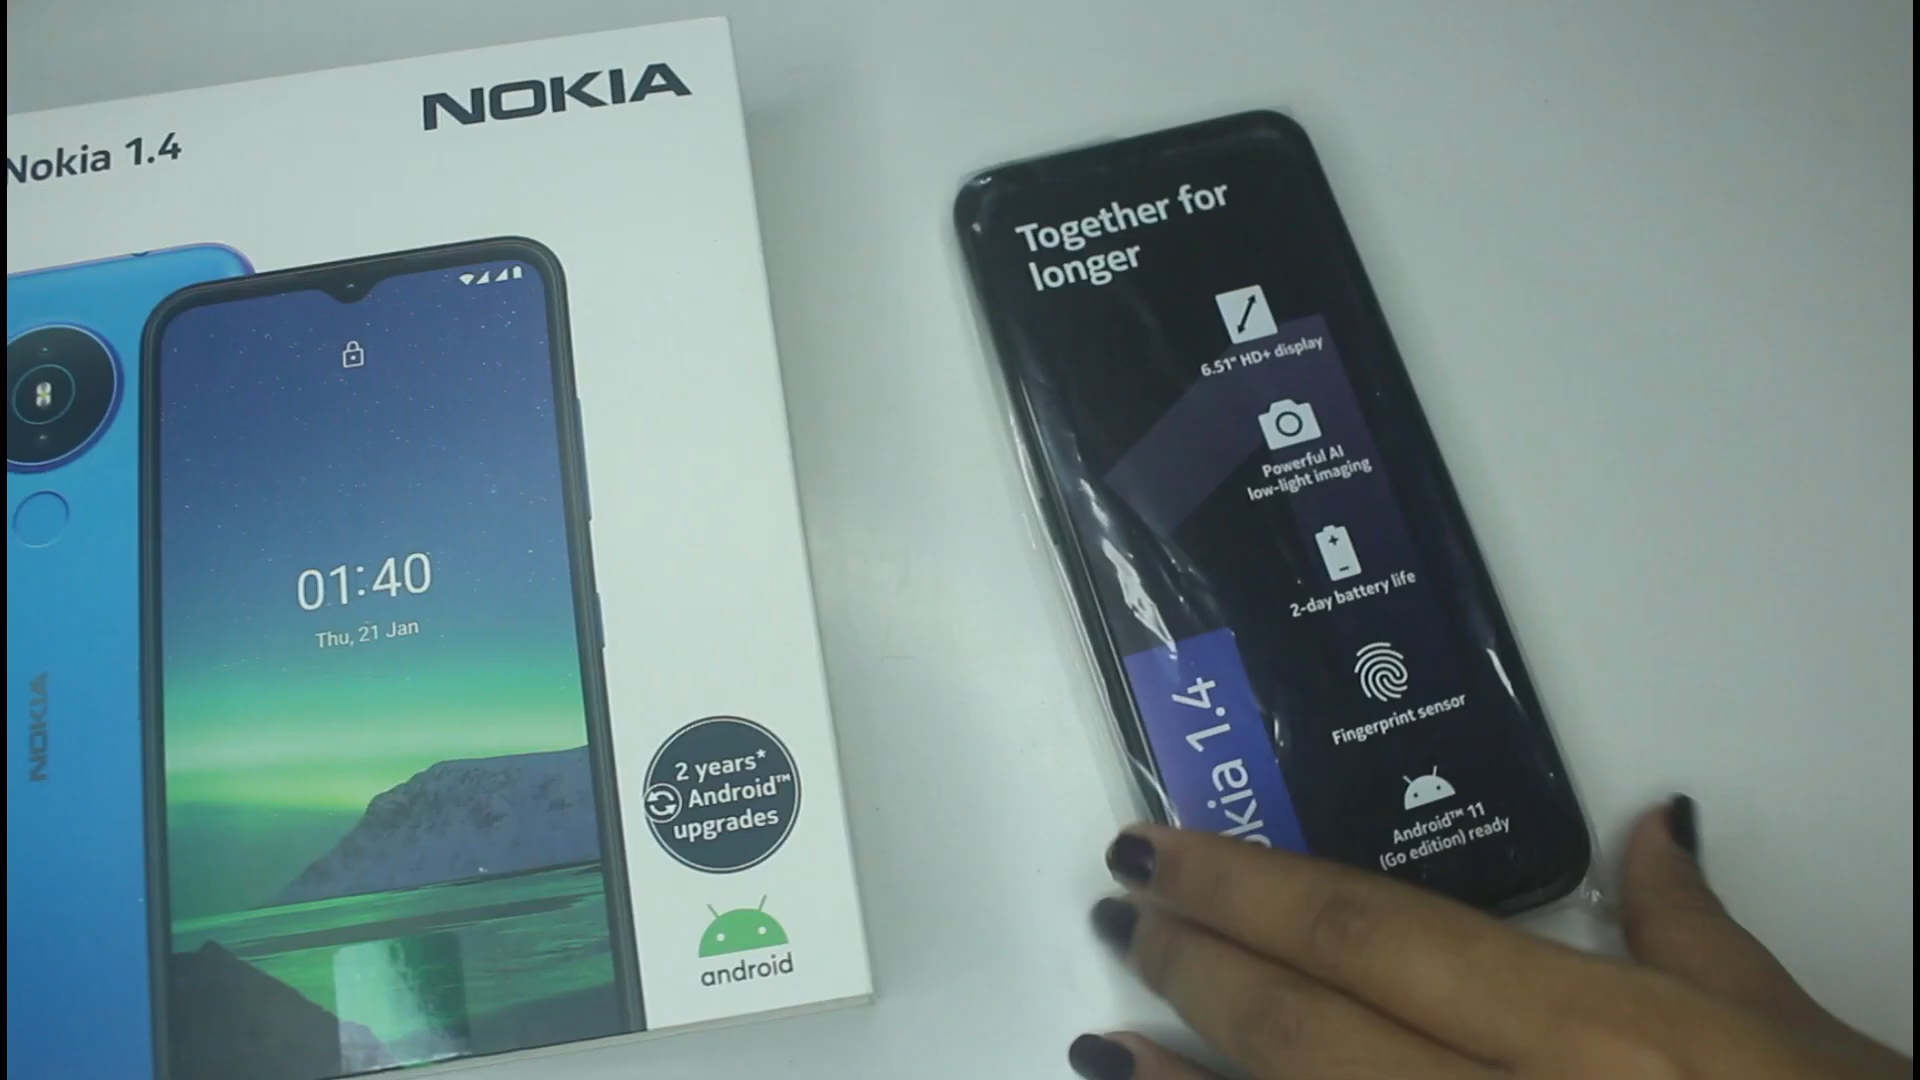 NOKIA
Nokia 1.4
01:40
Thu, 21 Jan
NOKIA
2 years*
Android™
upgrades
android
Together for
longer
6.51" HD+ display
Powerful AI
low-light imaging
2-day battery life
Fingerprint sensor
Android™ 11
(Go edition) ready
okia 1.4